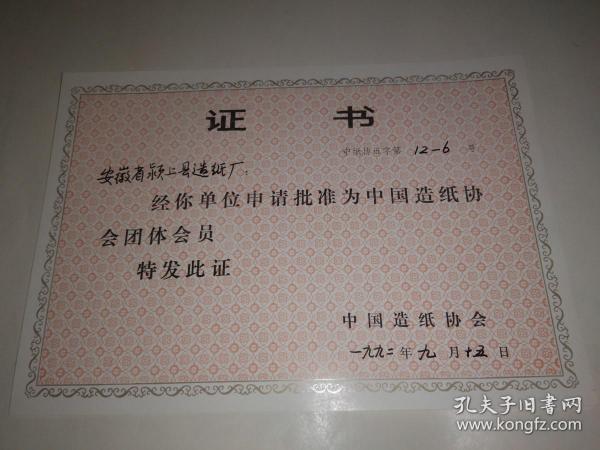 证 书
中纸协证字第 12-6 号
安徽省颍上县造纸厂：
经你单位申请批准为中国造纸协
会团体会员
特发此证
中国造纸协会
一九九二年九月十五日
孔夫子旧書网
www.kongfz.com